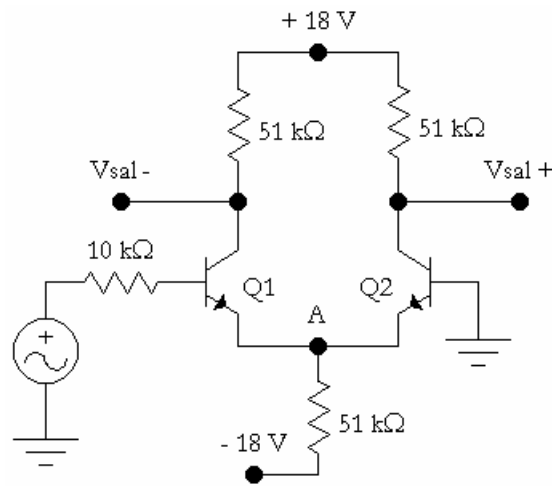 + 18 V
51 kΩ
51 kΩ
Vsal -
Vsal +
10 kΩ
Q1
Q2
A
+
51 kΩ
- 18 V